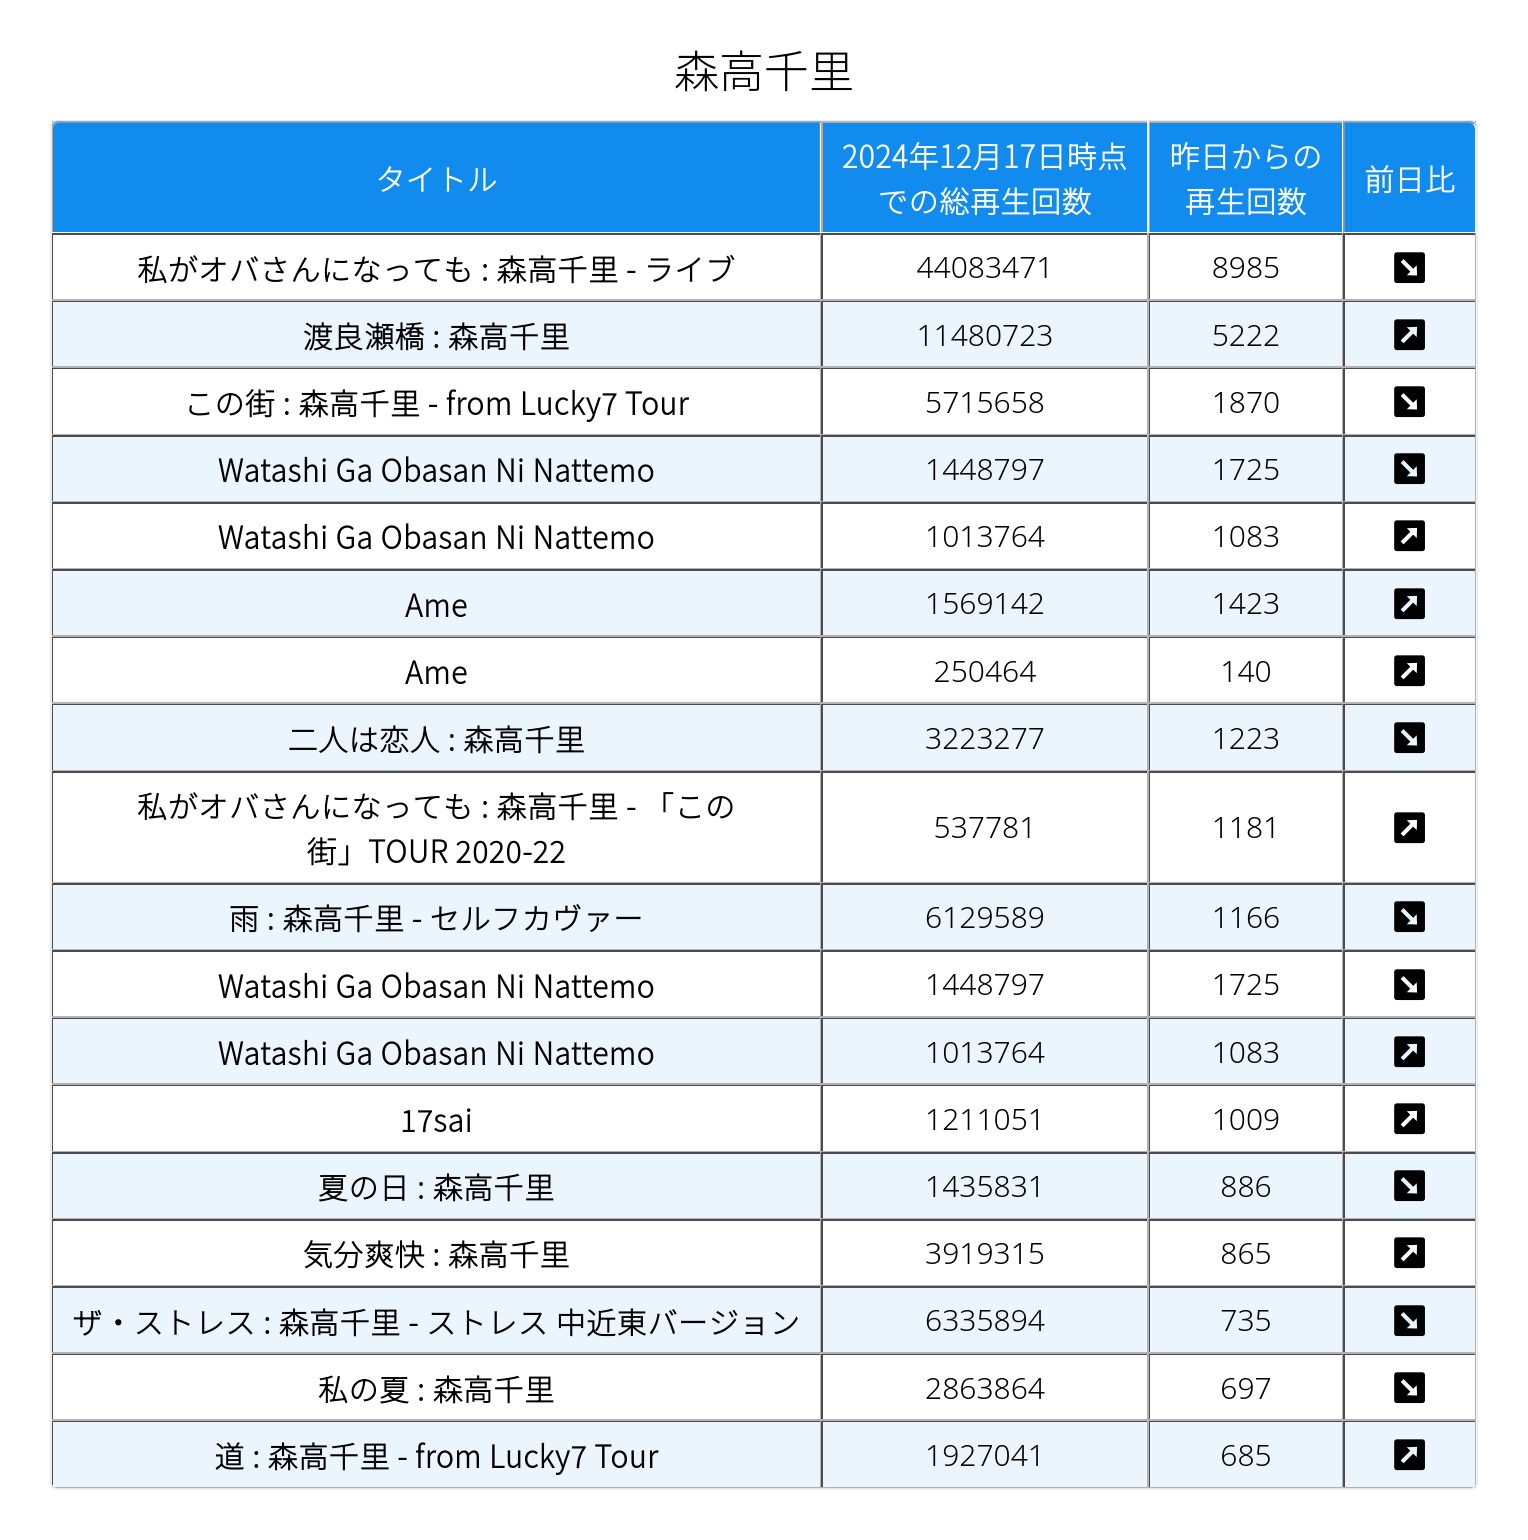 森高千里
タイトル
2024年12月17日時点
での総再生回数
昨日からの
再生回数
前日比
私がオバさんになっても : 森高千里 - ライブ 44083471 8985
渡良瀬橋 : 森高千里 11480723 5222
この街 : 森高千里 - from Lucky7 Tour 5715658 1870
Watashi Ga Obasan Ni Nattemo 1448797 1725
Watashi Ga Obasan Ni Nattemo 1013764 1083
Ame 1569142 1423
Ame 250464 140
二人は恋人 : 森高千里 3223277 1223
私がオバさんになっても : 森高千里 - 「この
街」TOUR 2020-22 537781 1181
雨 : 森高千里 - セルフカヴァー 6129589 1166
Watashi Ga Obasan Ni Nattemo 1448797 1725
Watashi Ga Obasan Ni Nattemo 1013764 1083
17sai 1211051 1009
夏の日 : 森高千里 1435831 886
気分爽快 : 森高千里 3919315 865
ザ・ストレス : 森高千里 - ストレス 中近東バージョン 6335894 735
私の夏 : 森高千里 2863864 697
道 : 森高千里 - from Lucky7 Tour 1927041 685